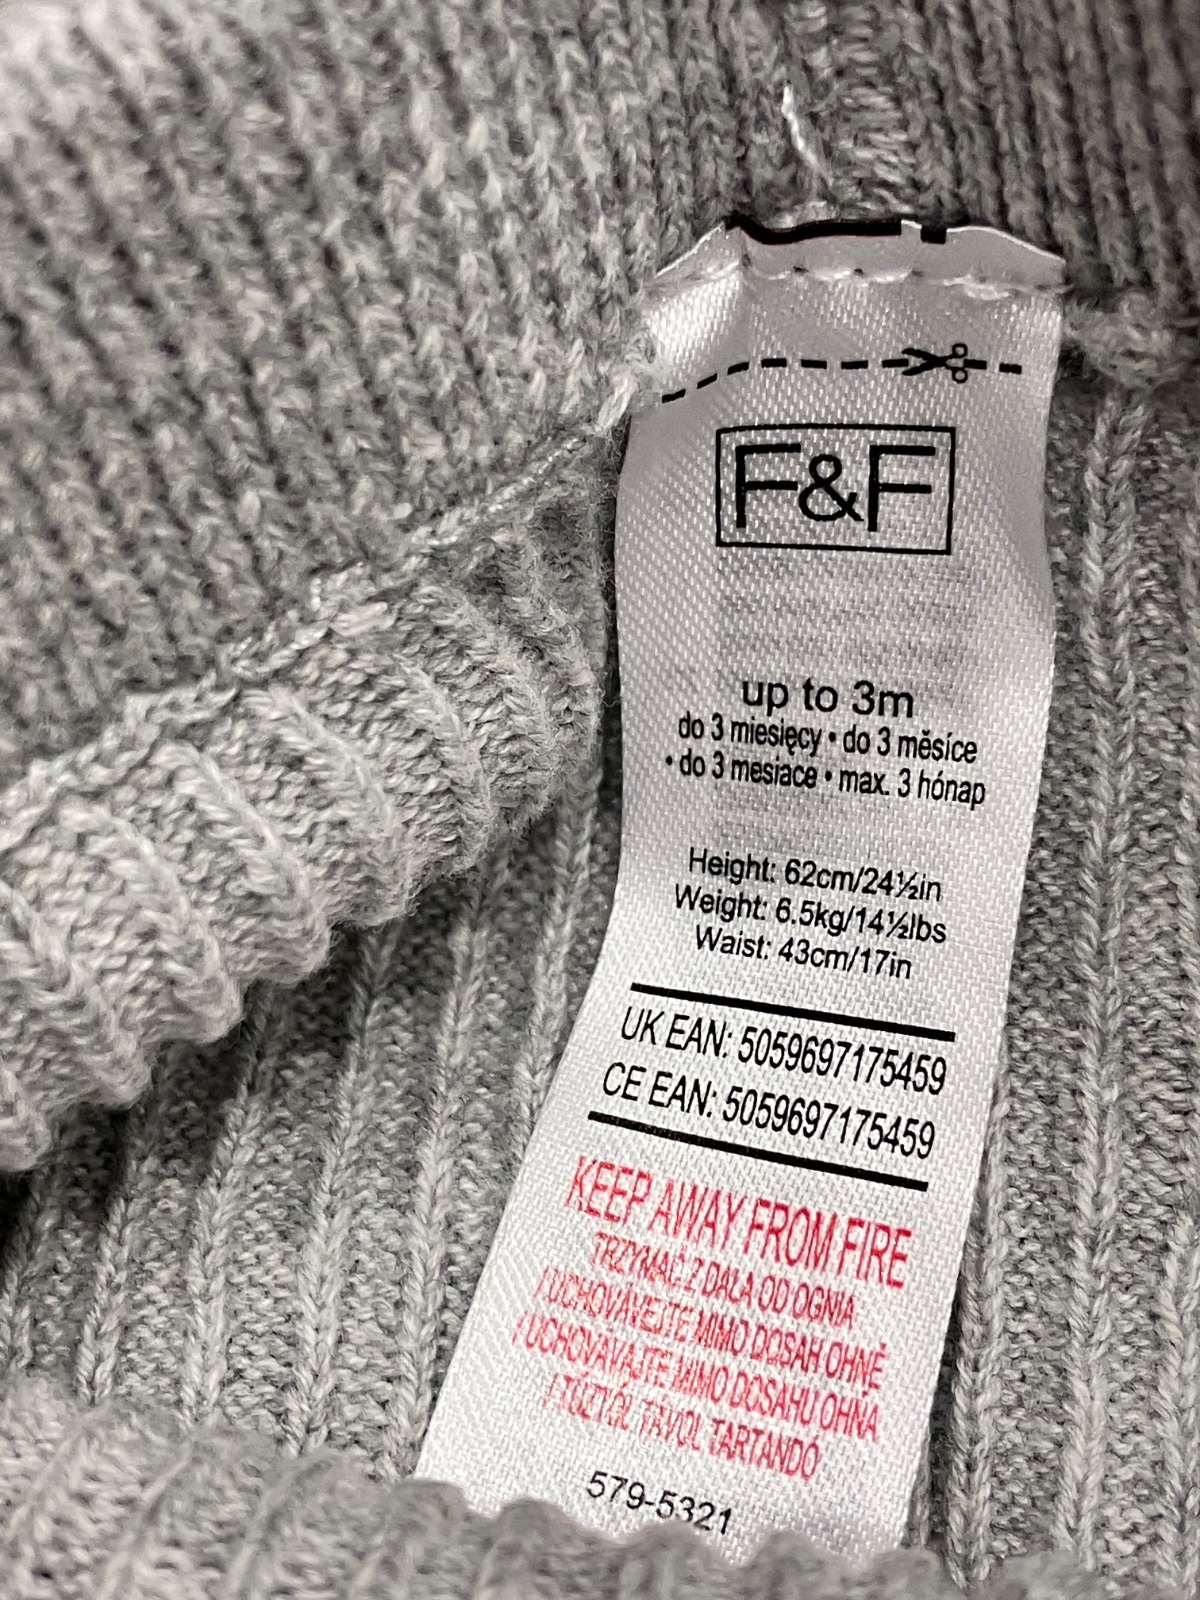 F&F
up to 3m
do 3 miesięcy • do 3 měsíce
• do 3 mesiace • max. 3 hónap
Height: 62cm/24½in
Weight: 6.5kg/14½lbs
Waist: 43cm/17in
UK EAN: 5059697175459
CE EAN: 5059697175459
KEEP AWAY FROM FIRE
TRZYMAĆ Z DALA OD OGNIA
/ UCHOVÁVEJTE MIMO DOSAH OHNĚ
/ UCHOVÁVAJTE MIMO DOSAHU OHŇA
/ TŰZTŐL TÁVOL TARTANDÓ
579-5321